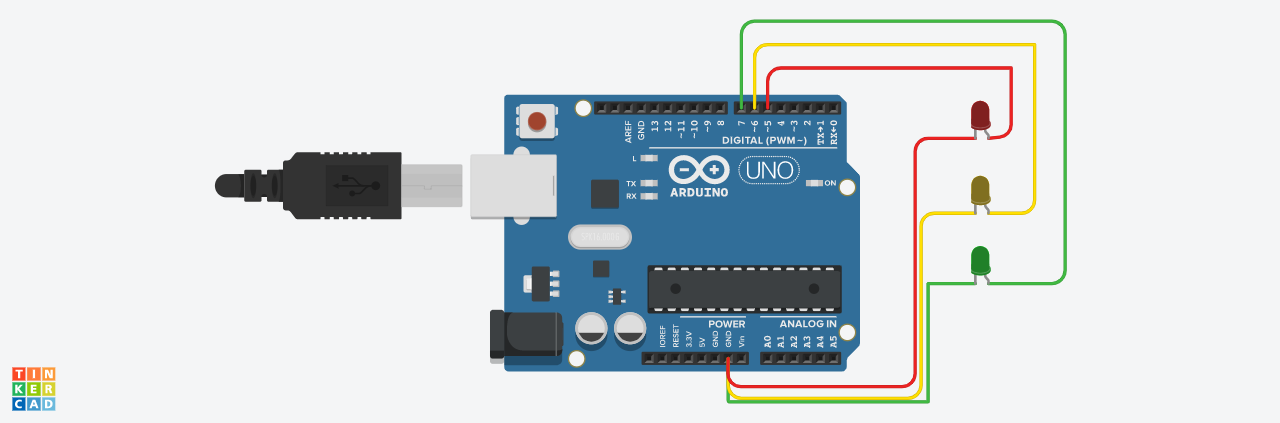 AREF
GND
13
12
~11
~10
~9
8
7
~6
~5
4
~3
2
TX→1
RX←0
DIGITAL (PWM~)
L
TX
RX
ARDUINO
UNO
ON
POWER
ANALOG IN
IOREF
RESET
3.3V
5V
GND
GND
Vin
A0
A1
A2
A3
A4
A5
TIN
KER
CAD